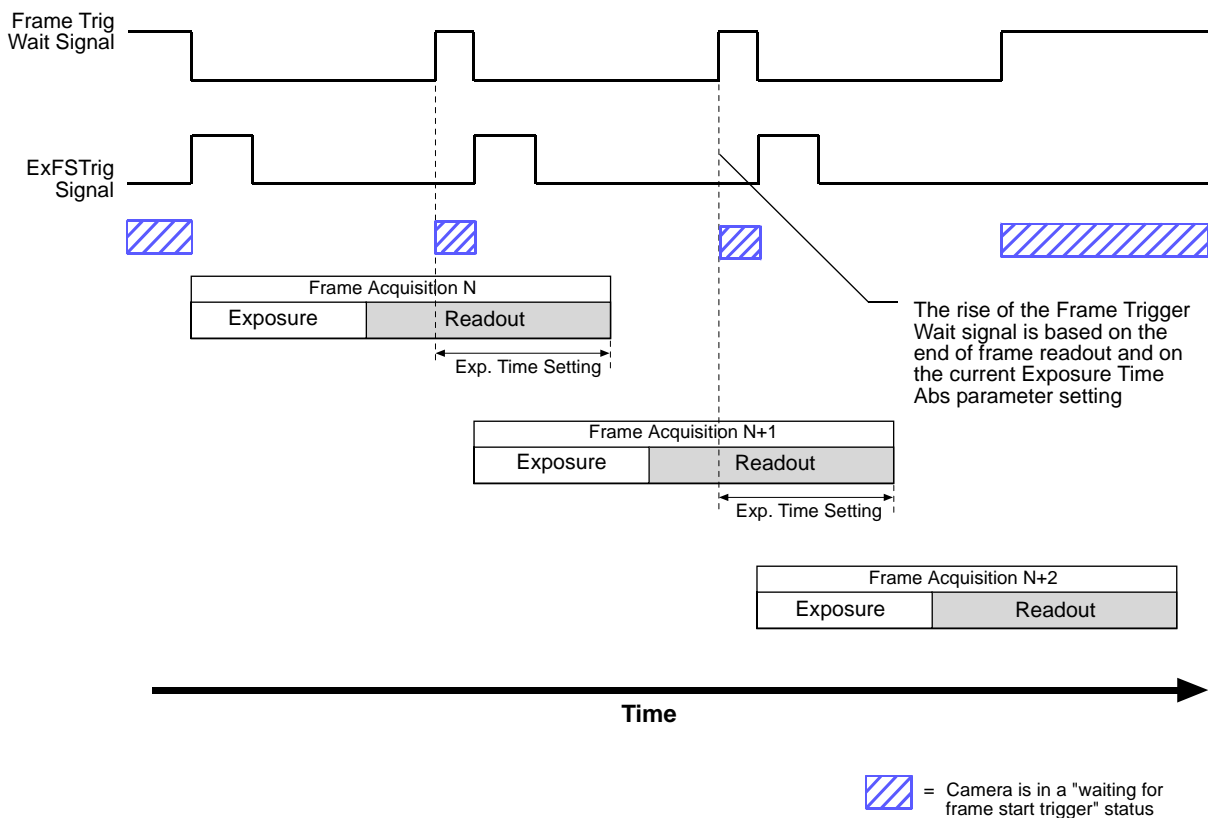 Frame Trig
Wait Signal
ExFSTrig
Signal
Frame Acquisition N
Exposure
Readout
Exp. Time Setting
The rise of the Frame Trigger
Wait signal is based on the
end of frame readout and on
the current Exposure Time
Abs parameter setting
Frame Acquisition N+1
Exposure
Readout
Exp. Time Setting
Frame Acquisition N+2
Exposure
Readout
Time
= Camera is in a "waiting for
frame start trigger" status